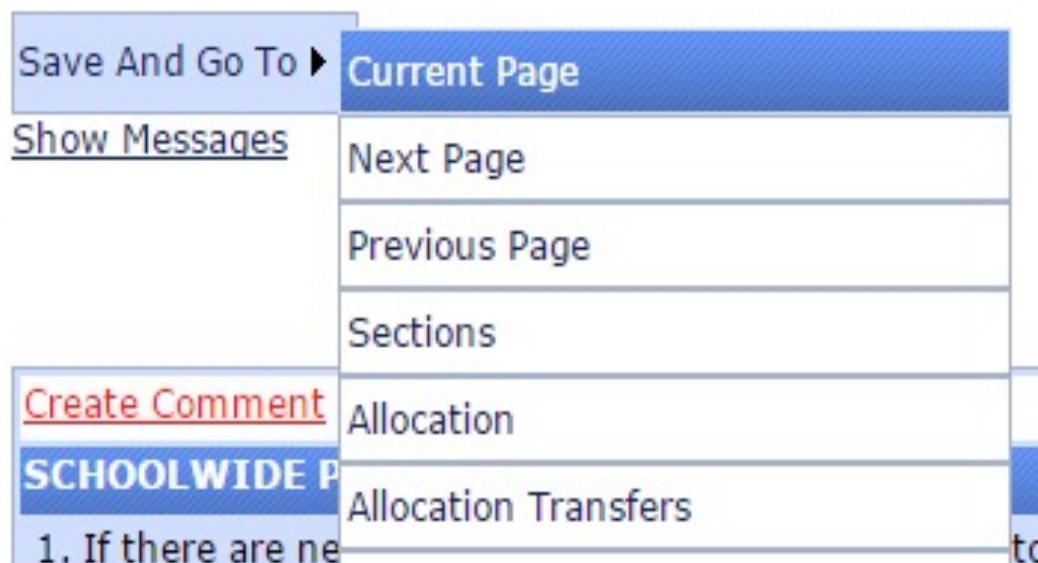 Save And Go To
Current Page
Show Messages
Next Page
Previous Page
Sections
Create Comment
Allocation
SCHOOLWIDE
Allocation Transfers
1. If there are